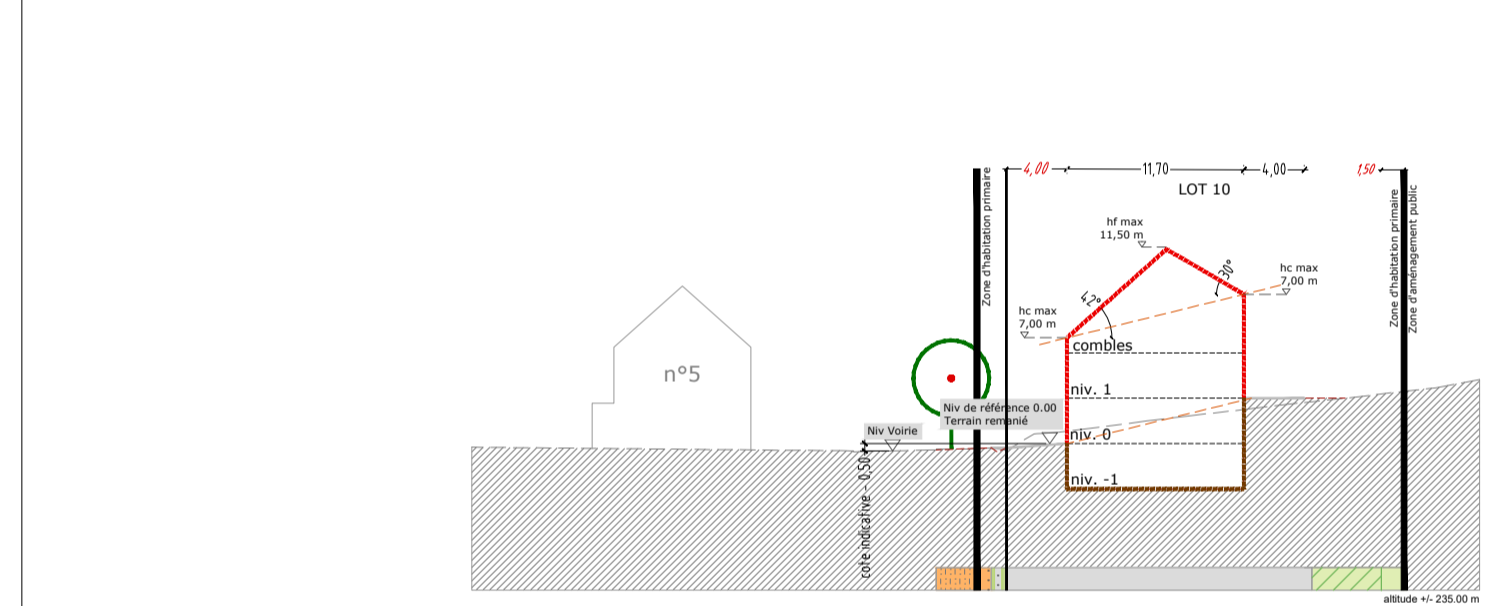 4,00
11,70
4,00
1,50
LOT 10
Zone d'habitation primaire
Zone d'habitation primaire
Zone d'aménagement public
hf max
11,50 m
30°
hc max
7,00 m
42°
hc max
7,00 m
combles
n°5
niv. 1
Niv de référence 0.00
Terrain remanié
Niv Voirie
niv. 0
niv. -1
cote indicative - 0,50
altitude +/- 235.00 m